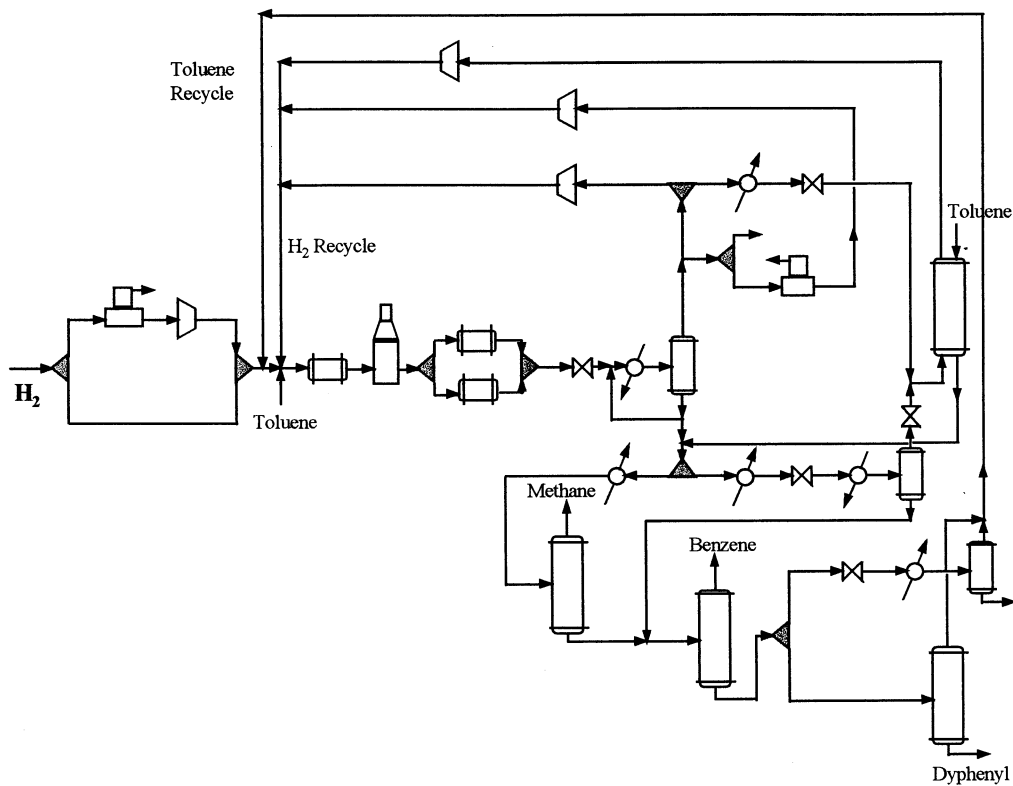 Toluene
Recycle
Toluene
H₂ Recycle
H₂
Toluene
Methane
Benzene
Dyphenyl